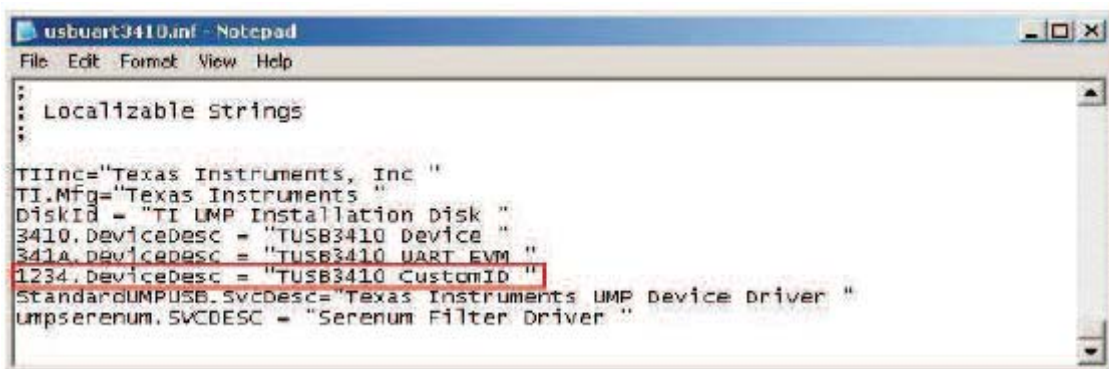 usbuart3410.inf - Notepad
File Edit Format View Help
;
; Localizable Strings
;
TIInc="Texas Instruments, Inc "
TI.Mfg="Texas Instruments "
DiskId = "TI UMP Installation Disk "
3410.DeviceDesc = "TUSB3410 Device "
341A.DeviceDesc = "TUSB3410 UART EVM "
1234.DeviceDesc = "TUSB3410 CustomID "
StandardUMPUSB.SvcDesc="Texas Instruments UMP Device Driver "
umpserenum.SVCDESC = "Serenum Filter Driver "